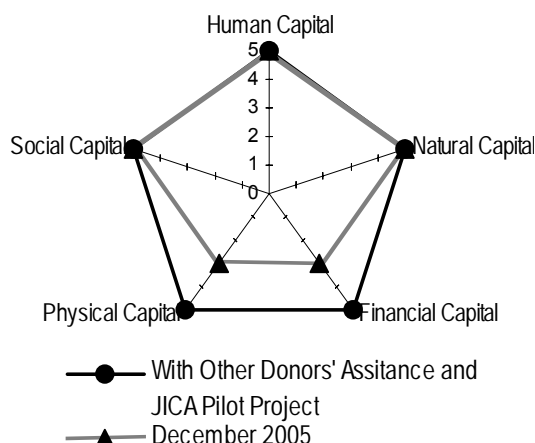 Human Capital
5
4
3
2
1
0
Social Capital
Natural Capital
Physical Capital
Financial Capital
With Other Donors' Assitance and
JICA Pilot Project
December 2005